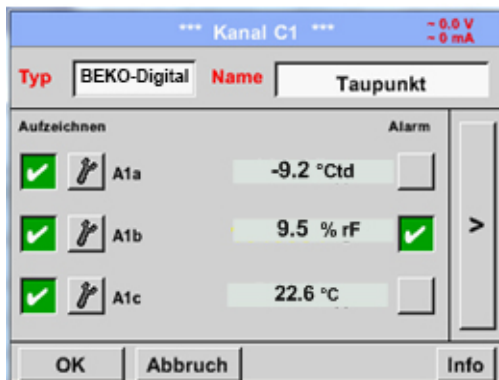 *** Kanal C1 *** ~ 0.0 V
~ 0 mA
Typ BEKO-Digital Name Taupunkt
Aufzeichnen Alarm
A1a -9.2 °Ctd
A1b 9.5 % rF >
A1c 22.6 °C
OK Abbruch Info